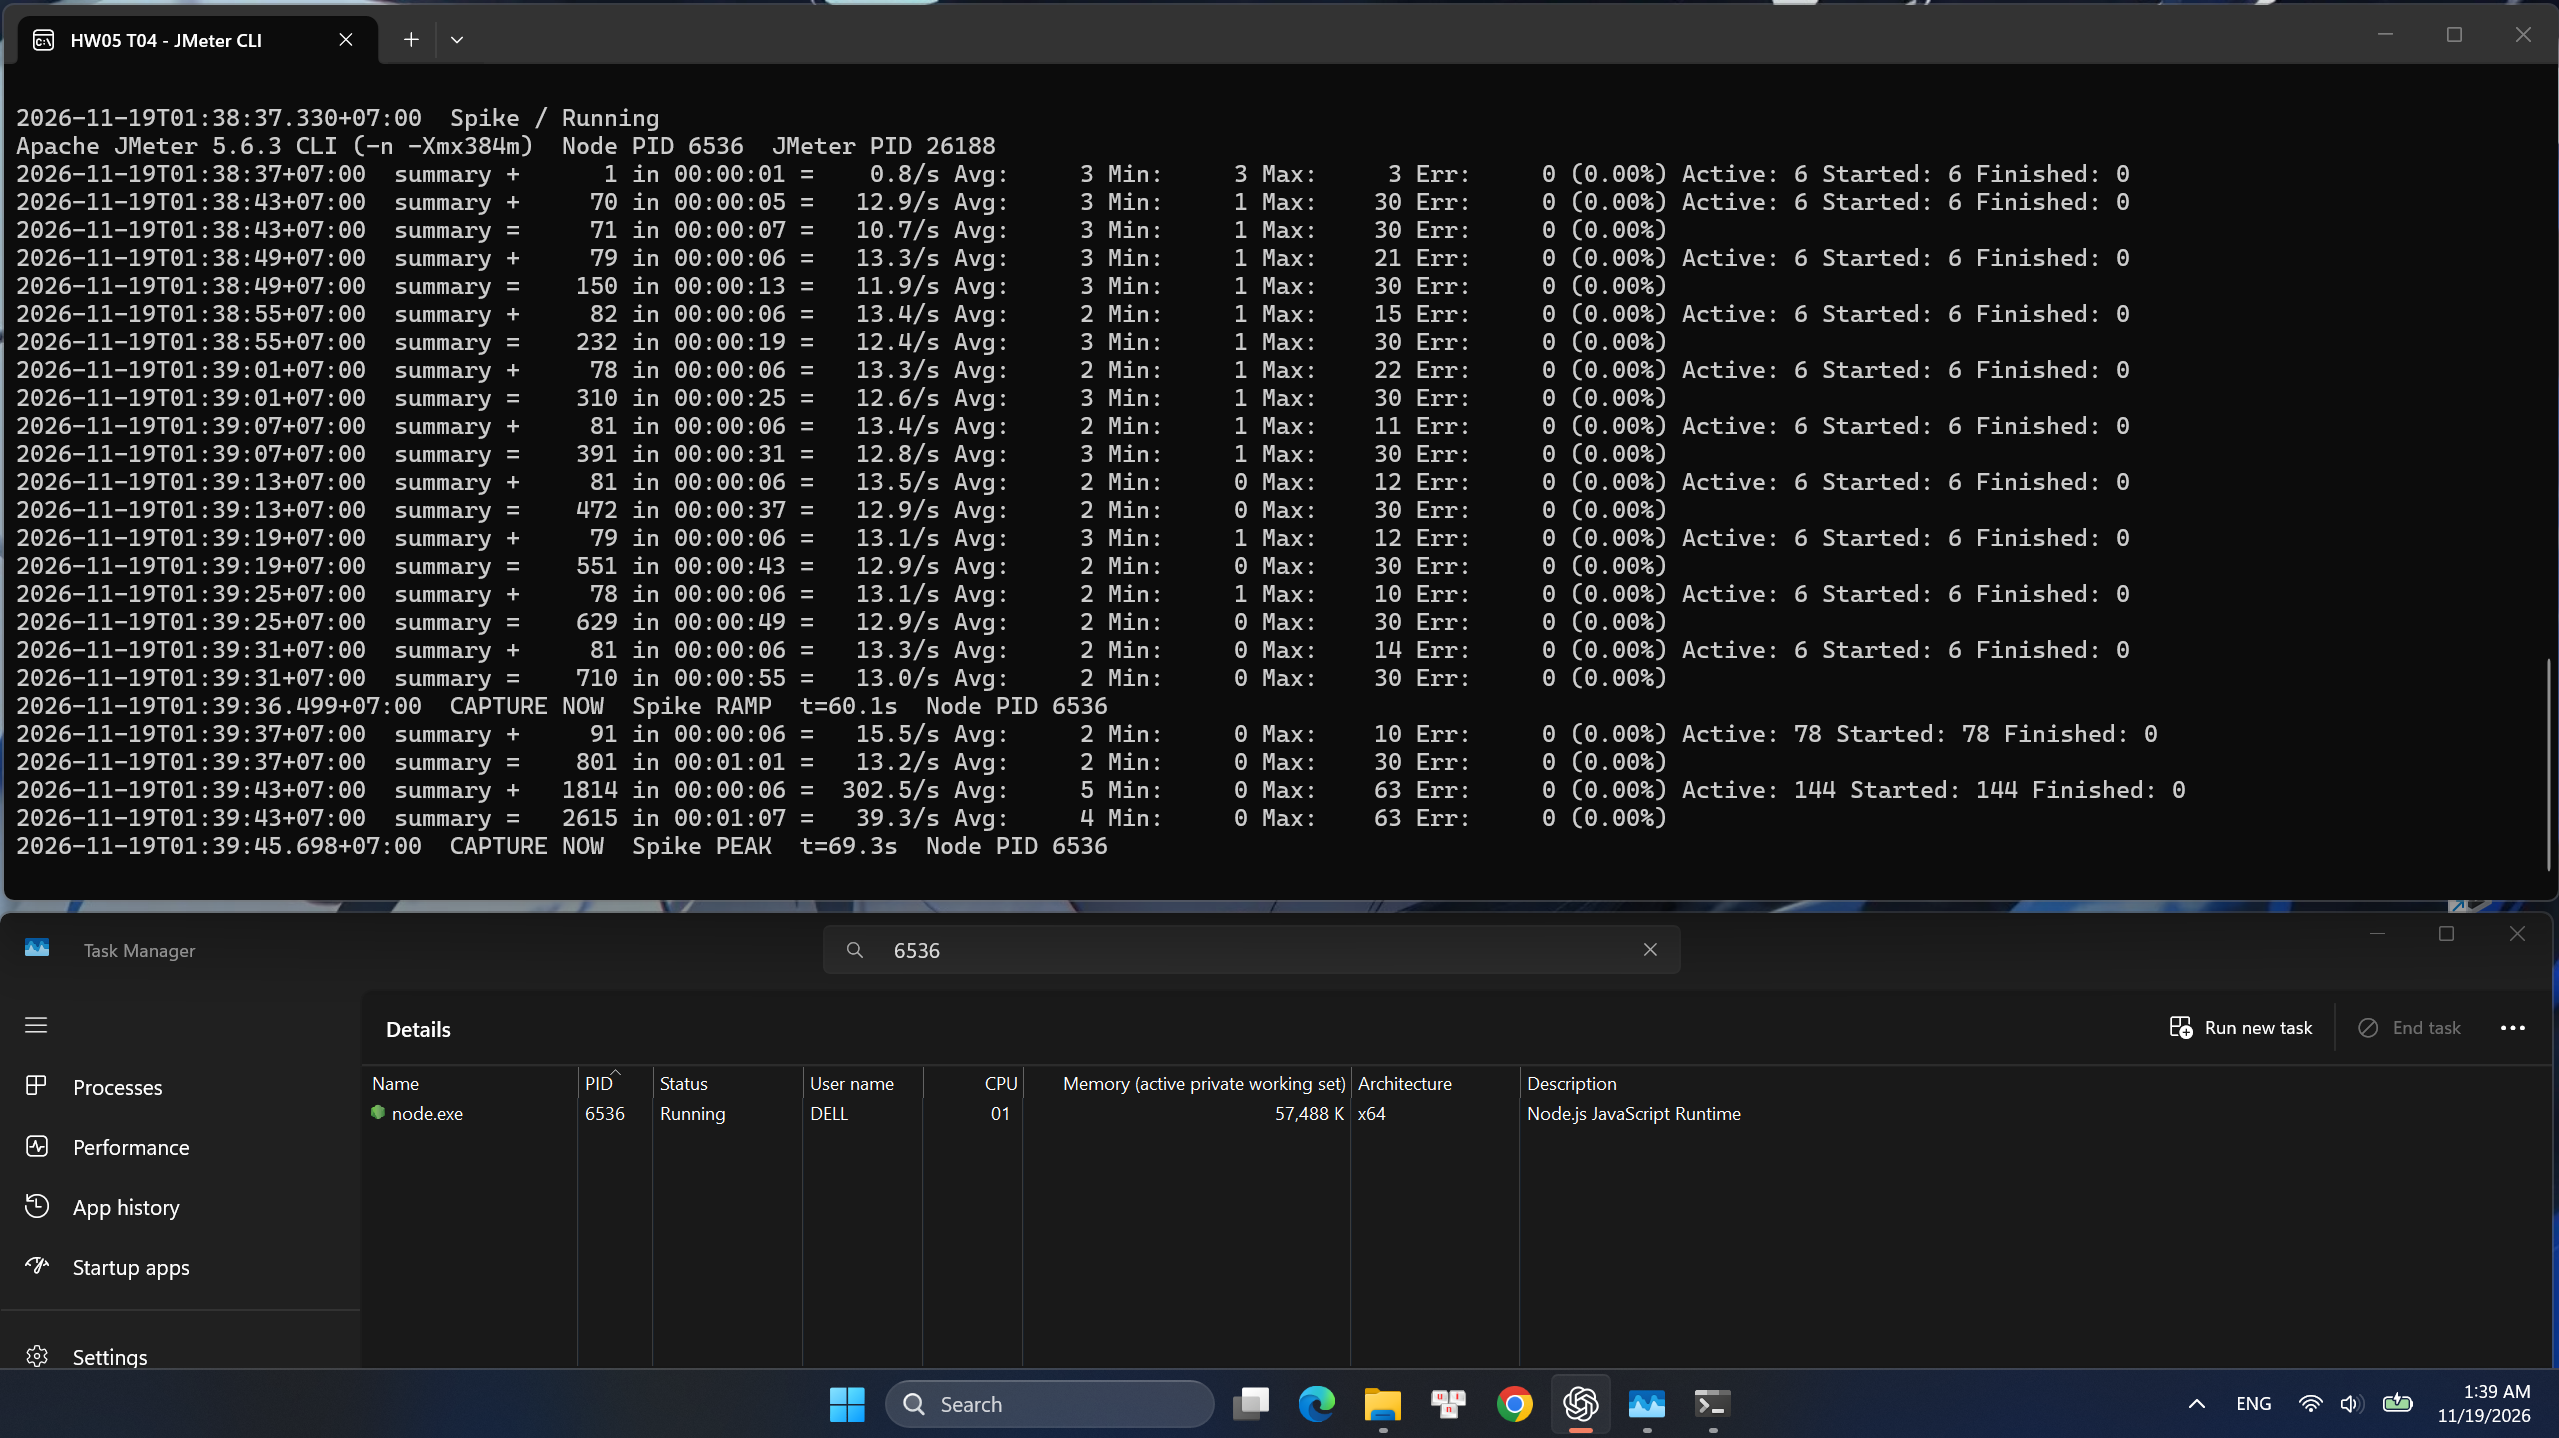 HW05 T04 - JMeter CLI
2026-11-19T01:38:37.330+07:00  Spike / Running
Apache JMeter 5.6.3 CLI (-n -Xmx384m)  Node PID 6536  JMeter PID 26188
2026-11-19T01:38:37+07:00  summary +      1 in 00:00:01 =    0.8/s Avg:     3 Min:     3 Max:     3 Err:     0 (0.00%) Active: 6 Started: 6 Finished: 0
2026-11-19T01:38:43+07:00  summary +     70 in 00:00:05 =   12.9/s Avg:     3 Min:     1 Max:    30 Err:     0 (0.00%) Active: 6 Started: 6 Finished: 0
2026-11-19T01:38:43+07:00  summary =     71 in 00:00:07 =   10.7/s Avg:     3 Min:     1 Max:    30 Err:     0 (0.00%)
2026-11-19T01:38:49+07:00  summary +     79 in 00:00:06 =   13.3/s Avg:     3 Min:     1 Max:    21 Err:     0 (0.00%) Active: 6 Started: 6 Finished: 0
2026-11-19T01:38:49+07:00  summary =    150 in 00:00:13 =   11.9/s Avg:     3 Min:     1 Max:    30 Err:     0 (0.00%)
2026-11-19T01:38:55+07:00  summary +     82 in 00:00:06 =   13.4/s Avg:     2 Min:     1 Max:    15 Err:     0 (0.00%) Active: 6 Started: 6 Finished: 0
2026-11-19T01:38:55+07:00  summary =    232 in 00:00:19 =   12.4/s Avg:     3 Min:     1 Max:    30 Err:     0 (0.00%)
2026-11-19T01:39:01+07:00  summary +     78 in 00:00:06 =   13.3/s Avg:     2 Min:     1 Max:    22 Err:     0 (0.00%) Active: 6 Started: 6 Finished: 0
2026-11-19T01:39:01+07:00  summary =    310 in 00:00:25 =   12.6/s Avg:     3 Min:     1 Max:    30 Err:     0 (0.00%)
2026-11-19T01:39:07+07:00  summary +     81 in 00:00:06 =   13.4/s Avg:     2 Min:     1 Max:    11 Err:     0 (0.00%) Active: 6 Started: 6 Finished: 0
2026-11-19T01:39:07+07:00  summary =    391 in 00:00:31 =   12.8/s Avg:     3 Min:     1 Max:    30 Err:     0 (0.00%)
2026-11-19T01:39:13+07:00  summary +     81 in 00:00:06 =   13.5/s Avg:     2 Min:     0 Max:    12 Err:     0 (0.00%) Active: 6 Started: 6 Finished: 0
2026-11-19T01:39:13+07:00  summary =    472 in 00:00:37 =   12.9/s Avg:     2 Min:     0 Max:    30 Err:     0 (0.00%)
2026-11-19T01:39:19+07:00  summary +     79 in 00:00:06 =   13.1/s Avg:     3 Min:     1 Max:    12 Err:     0 (0.00%) Active: 6 Started: 6 Finished: 0
2026-11-19T01:39:19+07:00  summary =    551 in 00:00:43 =   12.9/s Avg:     2 Min:     0 Max:    30 Err:     0 (0.00%)
2026-11-19T01:39:25+07:00  summary +     78 in 00:00:06 =   13.1/s Avg:     2 Min:     1 Max:    10 Err:     0 (0.00%) Active: 6 Started: 6 Finished: 0
2026-11-19T01:39:25+07:00  summary =    629 in 00:00:49 =   12.9/s Avg:     2 Min:     0 Max:    30 Err:     0 (0.00%)
2026-11-19T01:39:31+07:00  summary +     81 in 00:00:06 =   13.3/s Avg:     2 Min:     0 Max:    14 Err:     0 (0.00%) Active: 6 Started: 6 Finished: 0
2026-11-19T01:39:31+07:00  summary =    710 in 00:00:55 =   13.0/s Avg:     2 Min:     0 Max:    30 Err:     0 (0.00%)
2026-11-19T01:39:36.499+07:00  CAPTURE NOW  Spike RAMP  t=60.1s  Node PID 6536
2026-11-19T01:39:37+07:00  summary +     91 in 00:00:06 =   15.5/s Avg:     2 Min:     0 Max:    10 Err:     0 (0.00%) Active: 78 Started: 78 Finished: 0
2026-11-19T01:39:37+07:00  summary =    801 in 00:01:01 =   13.2/s Avg:     2 Min:     0 Max:    30 Err:     0 (0.00%)
2026-11-19T01:39:43+07:00  summary +   1814 in 00:00:06 =  302.5/s Avg:     5 Min:     0 Max:    63 Err:     0 (0.00%) Active: 144 Started: 144 Finished: 0
2026-11-19T01:39:43+07:00  summary =   2615 in 00:01:07 =   39.3/s Avg:     4 Min:     0 Max:    63 Err:     0 (0.00%)
2026-11-19T01:39:45.698+07:00  CAPTURE NOW  Spike PEAK  t=69.3s  Node PID 6536
Task Manager
6536
Details
Run new task
End task
Processes
Performance
App history
Startup apps
Settings
Name PID Status User name CPU Memory (active private working set) Architecture Description
node.exe 6536 Running DELL 01 57,488 K x64 Node.js JavaScript Runtime
Search
ENG
1:39 AM
11/19/2026